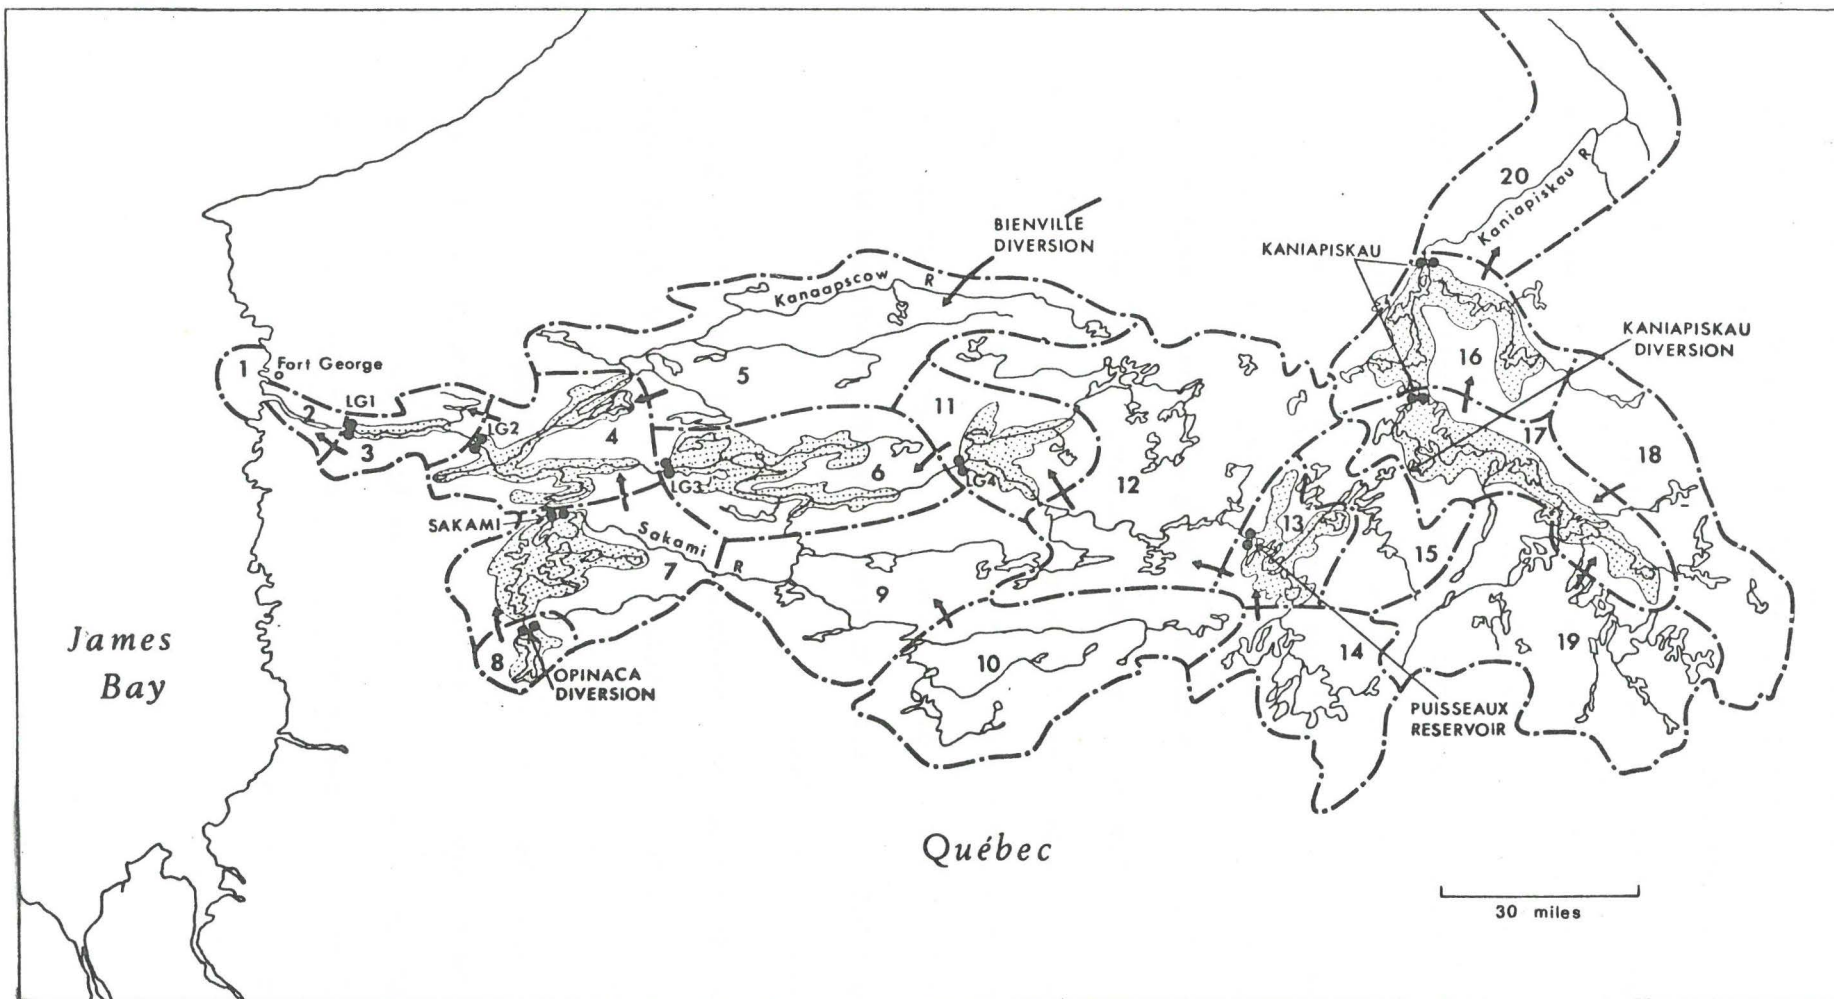 20
Kaniapiskau R
BIENVILLE
DIVERSION
KANIAPISKAU
Kanaapscow R
KANIAPISKAU
DIVERSION
1
Fort George
16
5
LG1
2
11
LG2
4
17
3
18
6
LG3
LG4
12
SAKAMI
13
Sakami R
15
7
9
James
Bay
8
10
14
19
OPINACA
DIVERSION
PUISSEAUX
RESERVOIR
Québec
30 miles